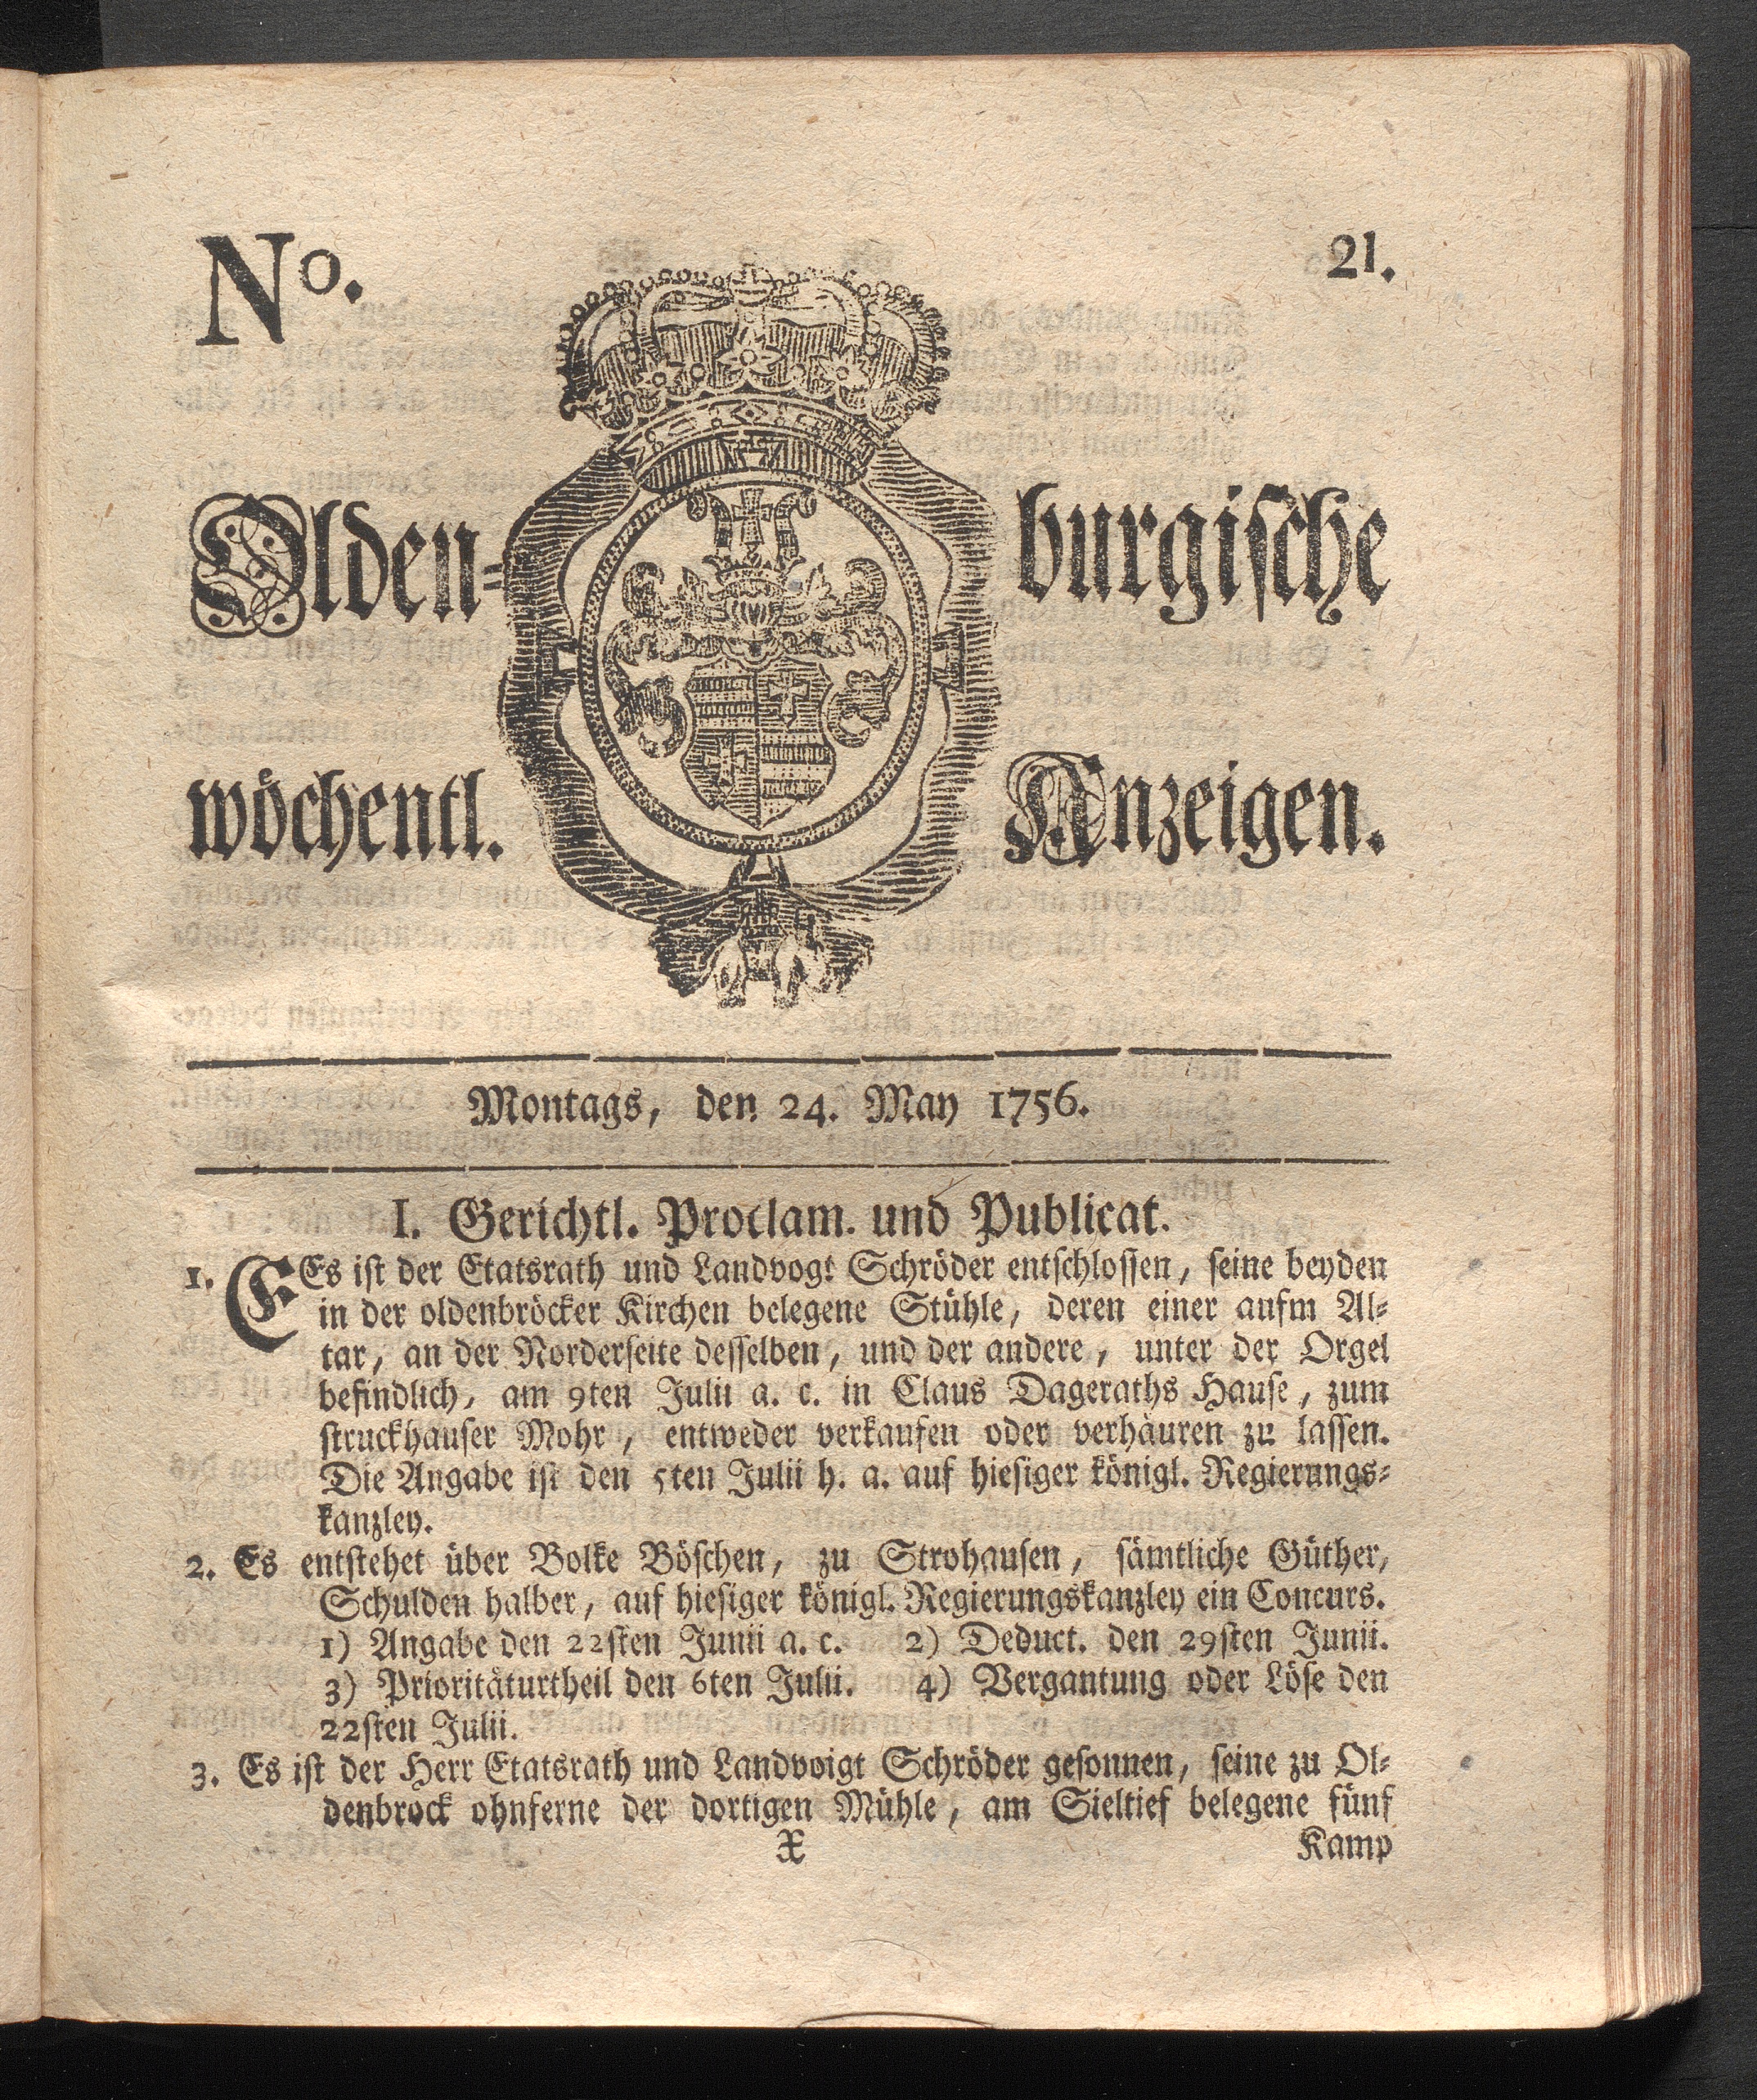 No. 21.
Olden- burgische
wöchentl. Anzeigen.
Montags, den 24. May 1756.
I. Gerichtl. Proclam. und Publicat.
1. EEs ist der Etatsrath und Landvogt Schröder entschlossen, seine beyden
in der oldenbröcker Kirchen belegene Stühle, deren einer aufm Al-
tar, an der Norderseite desselben, und der andere, unter der Orgel
befindlich, am 9ten Julii a. c. in Claus Dageraths Hause, zum
struckhauser Mohr, entweder verkaufen oder verhäuren zu lassen.
Die Angabe ist den 5ten Julii h. a. auf hiesiger königl. Regierungs-
kanzley.
2. Es entstehet über Bolke Böschen, zu Strohausen, sämtliche Güther,
Schulden halber, auf hiesiger königl. Regierungskanzley ein Concurs.
1) Angabe den 22sten Junii a. c. 2) Deduct. den 29sten Junii.
3) Prioritäturtheil den 6ten Julii. 4) Vergantung oder Löse den
22sten Julii.
3. Es ist der Herr Etatsrath und Landvoigt Schröder gesonnen, seine zu Ol-
denbrock ohnferne der dortigen Mühle, am Sieltief belegene fünf
X Kamp